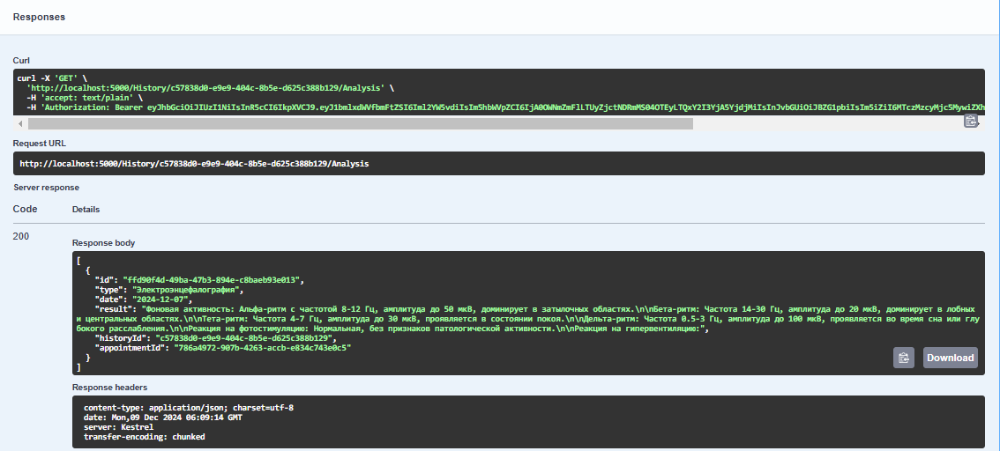 Responses
Curl
curl -X 'GET' \
'http://localhost:5000/History/c57838d0-e9e9-404c-8b5e-d625c388b129/Analysis' \
-H 'accept: text/plain' \
-H 'Authorization: Bearer
Request URL
http://localhost:5000/History/c57838d0-e9e9-404c-8b5e-d625c388b129/Analysis
Server response
Code Details
200
Response body
[
{
"id": "ffd90f4d-49ba-47b3-894e-c8baeb93e013",
"type": "Электроэнцефалография",
"date": "2024-12-07",
"result": "Фоновая активность: Альфа-ритм с частотой 8-12 Гц, амплитуда до 50 мкВ, доминирует в затылочных областях.\n\nБета-ритм: Частота 14-30 Гц, амплитуда до 20 мкВ, доминирует в лобных
и центральных областях.\n\nТета-ритм: Частота 4-7 Гц, амплитуда до 30 мкВ, проявляется в состоянии покоя.\n\nДельта-ритм: Частота 0.5-3 Гц, амплитуда до 100 мкВ, проявляется во время сна или глу
бокого расслабления.\n\nРеакция на фотостимуляцию: Нормальная, без признаков патологической активности.\n\nРеакция на гипервентиляцию:",
"historyId": "c57838d0-e9e9-404c-8b5e-d625c388b129",
"appointmentId": "786a4972-907b-4263-accb-e834c743e0c5"
}
]
Download
Response headers
content-type: application/json; charset=utf-8
date: Mon,09 Dec 2024 06:09:14 GMT
server: Kestrel
transfer-encoding: chunked